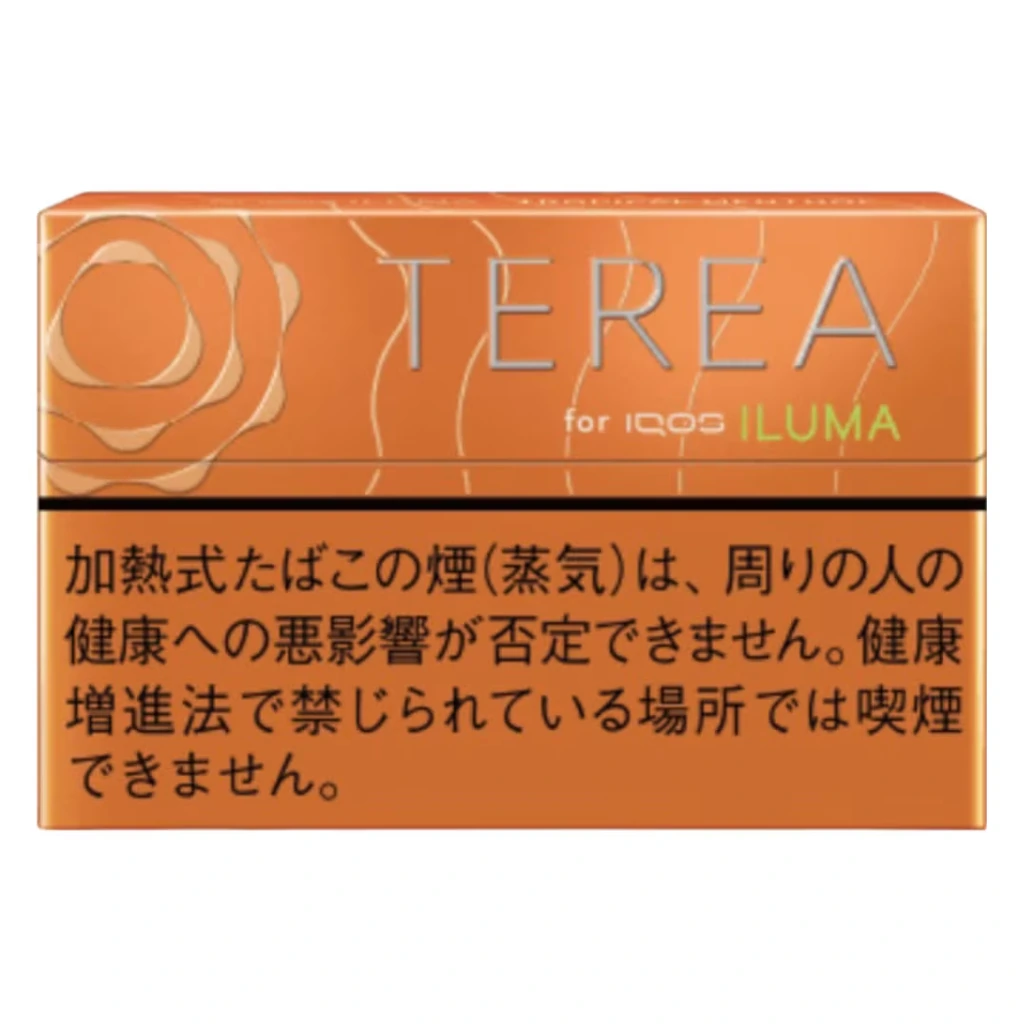 TROPICAL MENTHOL
TEREA
for IQOS ILUMA
加熱式たばこの煙(蒸気)は、周りの人の
健康への悪影響が否定できません。健康
増進法で禁じられている場所では喫煙
できません。